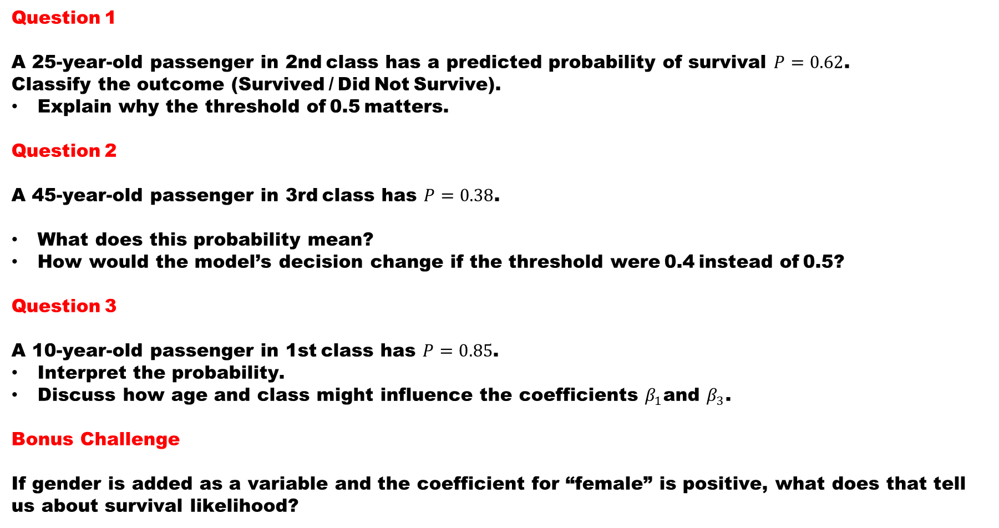 Question 1
A 25-year-old passenger in 2nd class has a predicted probability of survival P = 0.62.
Classify the outcome (Survived / Did Not Survive).
• Explain why the threshold of 0.5 matters.
Question 2
A 45-year-old passenger in 3rd class has P = 0.38.
• What does this probability mean?
• How would the model’s decision change if the threshold were 0.4 instead of 0.5?
Question 3
A 10-year-old passenger in 1st class has P = 0.85.
• Interpret the probability.
• Discuss how age and class might influence the coefficients β₁ and β₃.
Bonus Challenge
If gender is added as a variable and the coefficient for “female” is positive, what does that tell
us about survival likelihood?